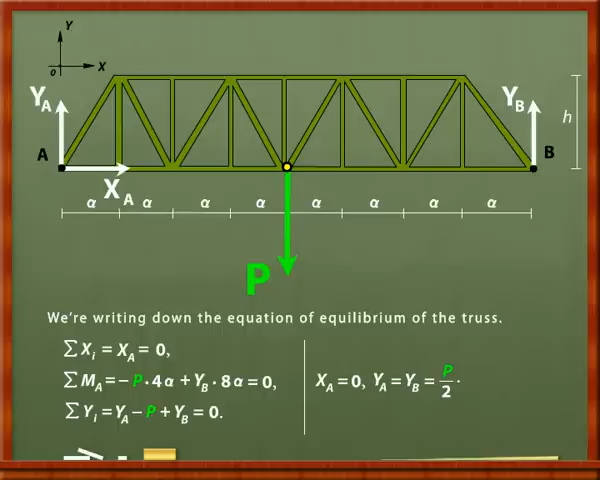 Y
o X
Y_A Y_B
h
A B
X_A
α α α α α α α α
P
We're writing down the equation of equilibrium of the truss.
∑X_i = X_A = 0,
∑M_A = − P·4α + Y_B·8α = 0,
∑Y_i = Y_A − P + Y_B = 0.
X_A = 0, Y_A = Y_B = P/2.